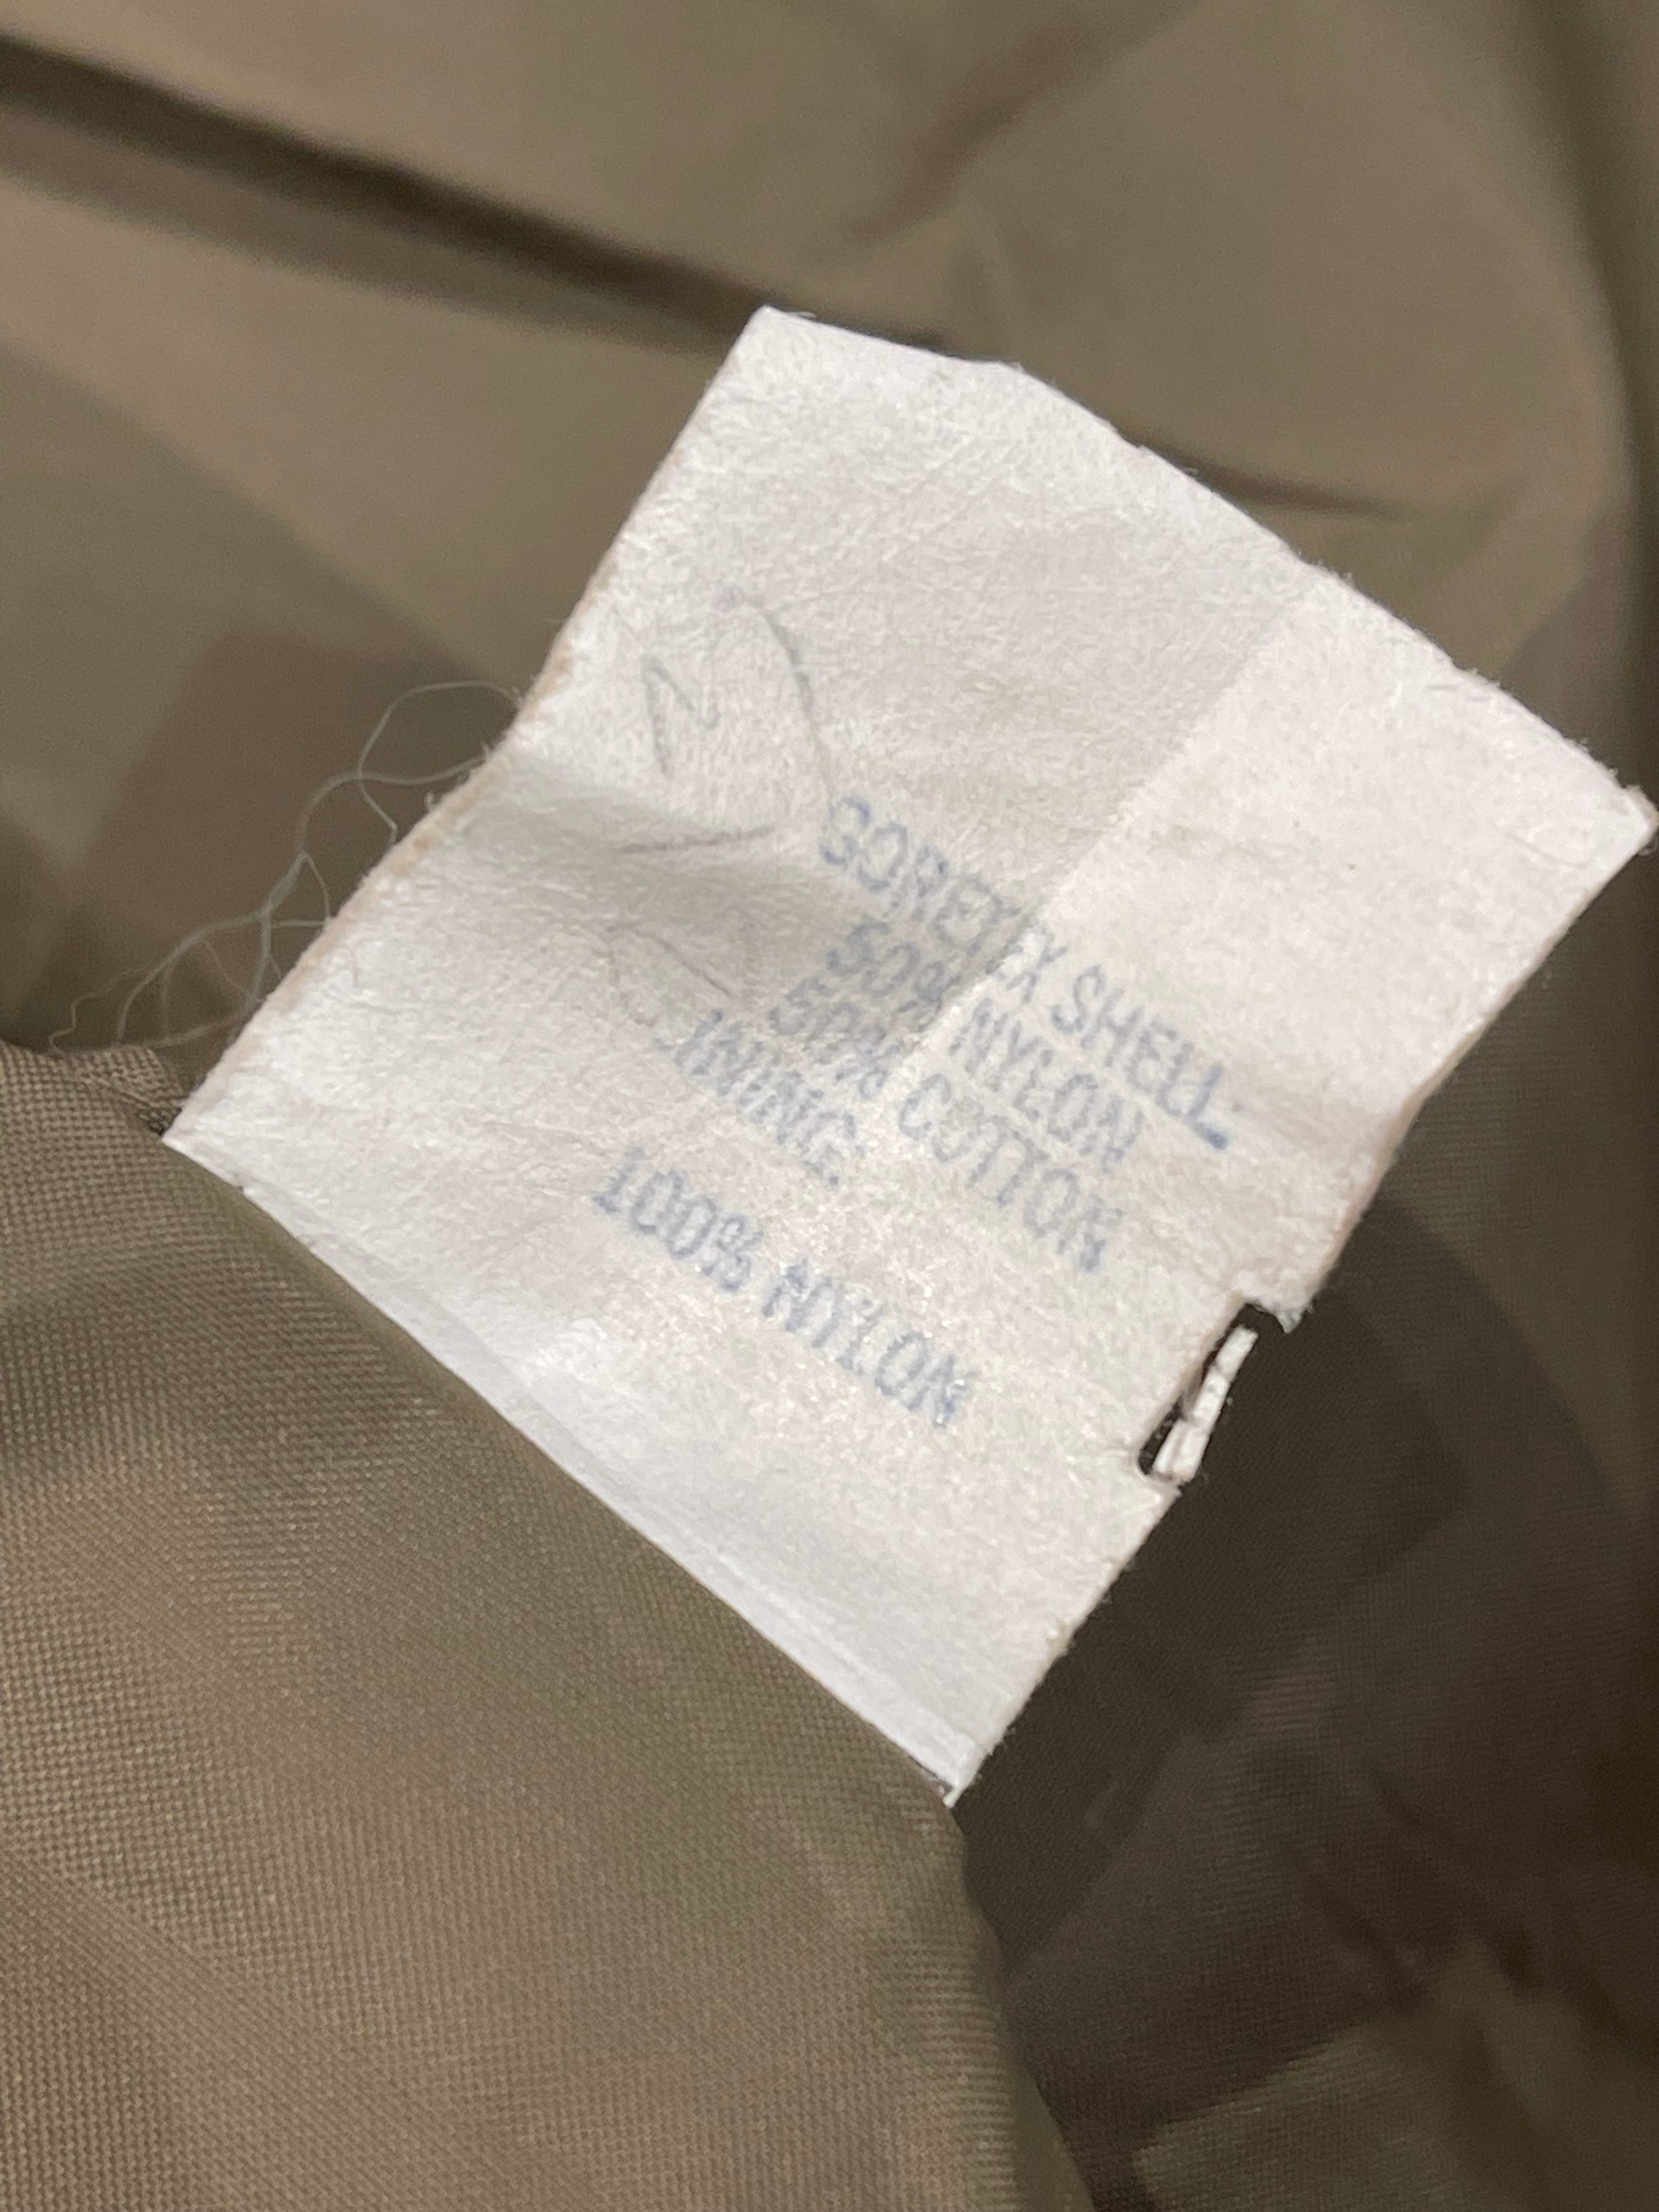 GORETEX SHELL:
50% NYLON
50% COTTON
LINING:
100% NYLON